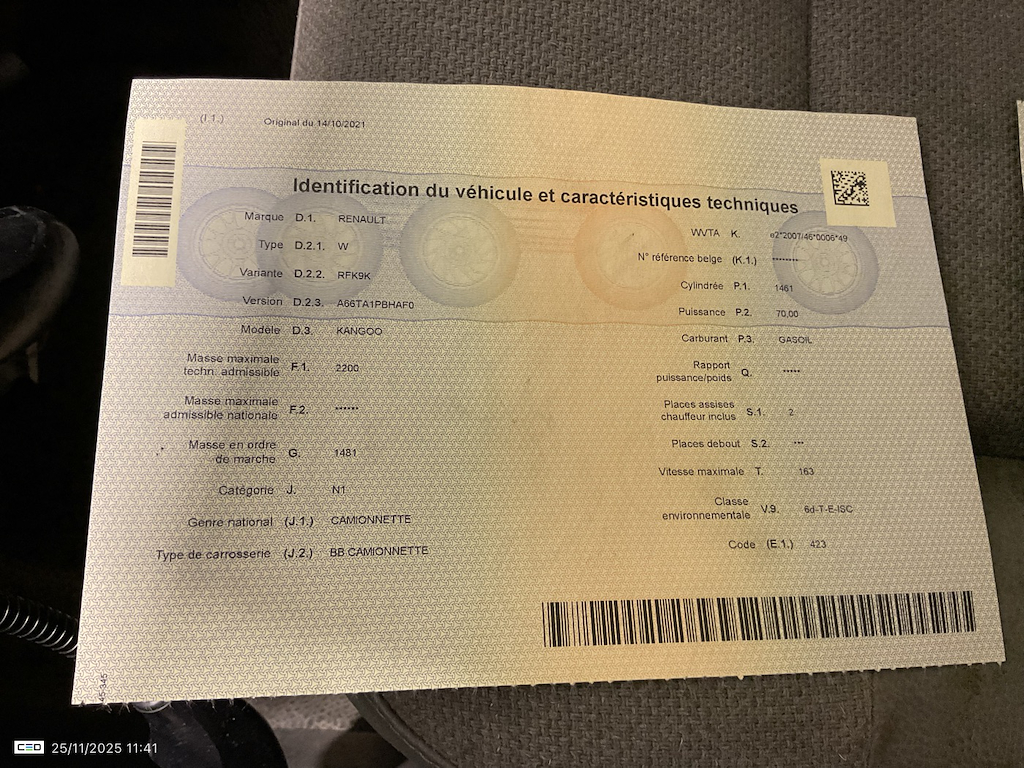 (I.1.) Original du 14/10/2021
Identification du véhicule et caractéristiques techniques
Marque D.1. RENAULT
Type D.2.1. W
Variante D.2.2. RFK9K
Version D.2.3. A66TA1PBHAF0
Modèle D.3. KANGOO
Masse maximale
techn. admissible F.1. 2200
Masse maximale
admissible nationale F.2. ******
Masse en ordre
de marche G. 1481
Catégorie J. N1
Genre national (J.1.) CAMIONNETTE
Type de carrosserie (J.2.) BB CAMIONNETTE
WVTA K. e2*2007/46*0006*49
N° référence belge (K.1.) ********
Cylindrée P.1. 1461
Puissance P.2. 70,00
Carburant P.3. GASOIL
Rapport
puissance/poids Q. *****
Places assises
chauffeur inclus S.1. 2
Places debout S.2. ***
Vitesse maximale T. 163
Classe
environnementale V.9. 6d-T-E-ISC
Code (E.1.) 423
CEO 25/11/2025 11:41